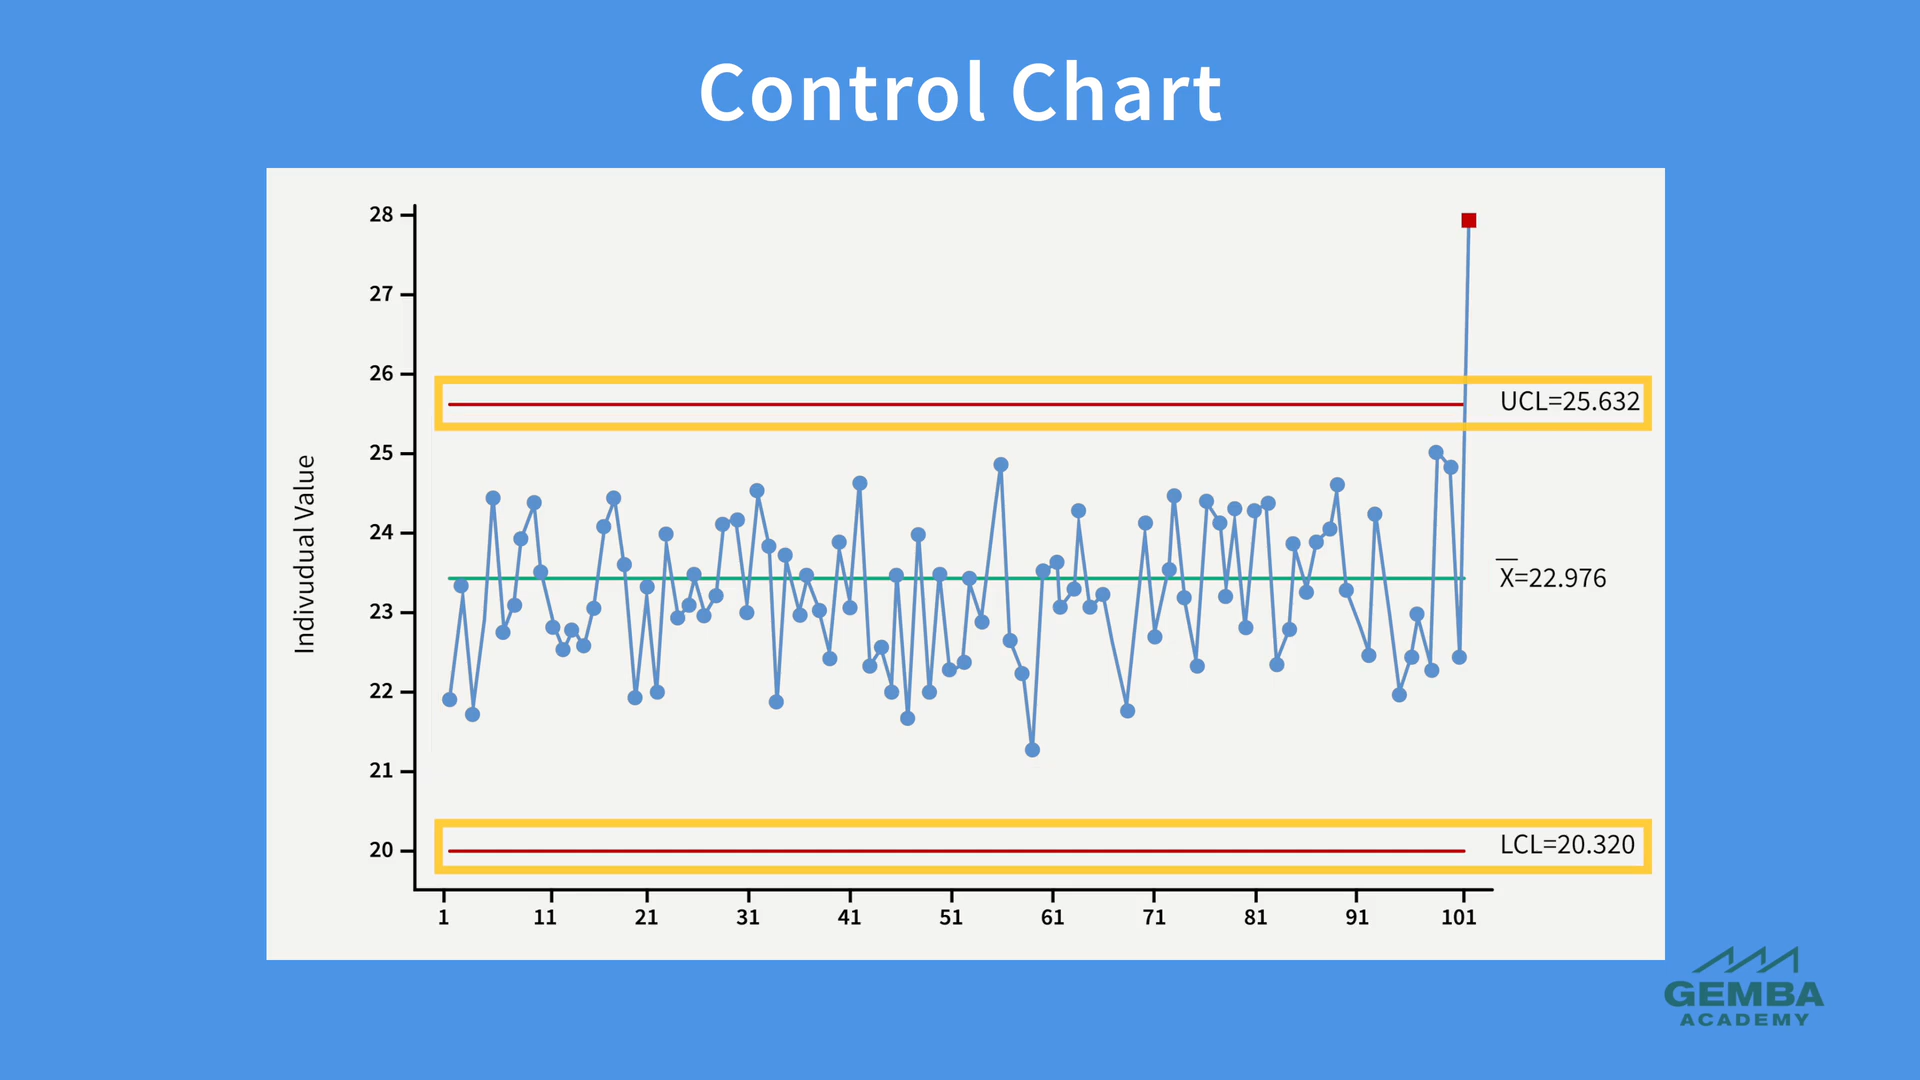 Control Chart
28
27
26
UCL=25.632
25
24
X=22.976
23
22
21
20
LCL=20.320
Indivudual Value
1 11 21 31 41 51 61 71 81 91 101
GEMBA
ACADEMY